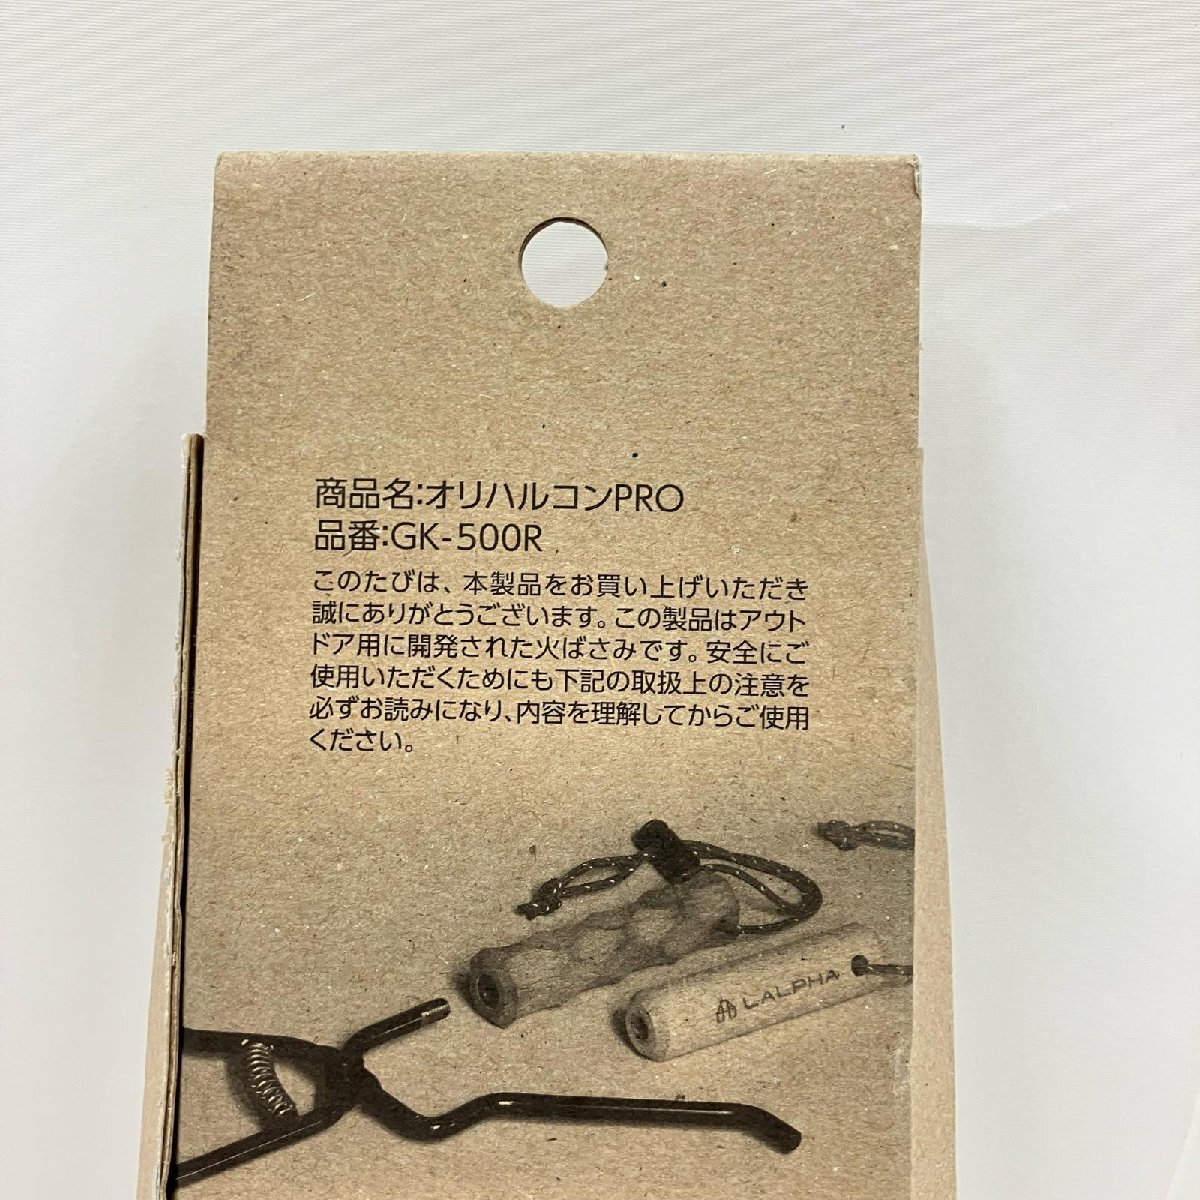 商品名:オリハルコンPRO
品番:GK-500R
このたびは、本製品をお買い上げいただき
誠にありがとうございます。この製品はアウト
ドア用に開発された火ばさみです。安全にご
使用いただくためにも下記の取扱上の注意を
必ずお読みになり、内容を理解してからご使用
ください。
LALPHA